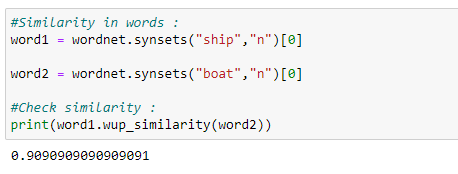 #Similarity in words :
word1 = wordnet.synsets("ship","n")[0]
word2 = wordnet.synsets("boat","n")[0]
#Check similarity :
print(word1.wup_similarity(word2))
0.9090909090909091